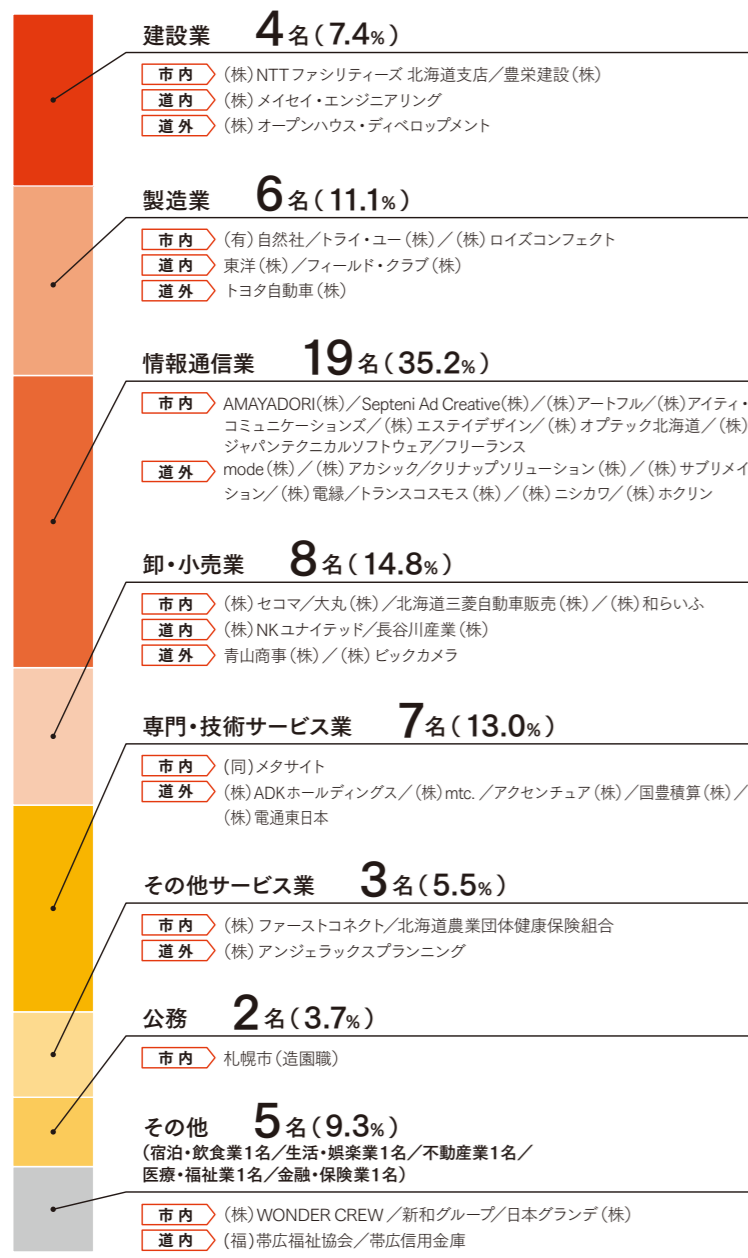 建設業 4名(7.4%)
市内 (株)NTTファシリティーズ 北海道支店／豊栄建設(株)
道内 (株)メイセイ・エンジニアリング
道外 (株)オープンハウス・ディベロップメント
製造業 6名(11.1%)
市内 (有)自然社／トライ・ユー(株)／(株)ロイズコンフェクト
道内 東洋(株)／フィールド・クラブ(株)
道外 トヨタ自動車(株)
情報通信業 19名(35.2%)
市内 AMAYADORI(株)／Septeni Ad Creative(株)／(株)アートフル／(株)アイティ・
コミュニケーションズ／(株)エステイデザイン／(株)オプテック北海道／(株)
ジャパンテクニカルソフトウェア／フリーランス
道外 mode(株)／(株)アカシック／クリナップソリューション(株)／(株)サブリメイ
ション／(株)電縁／トランスコスモス(株)／(株)ニシカワ／(株)ホクリン
卸・小売業 8名(14.8%)
市内 (株)セコマ／大丸(株)／北海道三菱自動車販売(株)／(株)和らいふ
道内 (株)NKユナイテッド／長谷川産業(株)
道外 青山商事(株)／(株)ビックカメラ
専門・技術サービス業 7名(13.0%)
市内 (同)メタサイト
道外 (株)ADKホールディングス／(株)mtc.／アクセンチュア(株)／国豊積算(株)／
(株)電通東日本
その他サービス業 3名(5.5%)
市内 (株)ファーストコネクト／北海道農業団体健康保険組合
道外 (株)アンジェラックスプランニング
公務 2名(3.7%)
市内 札幌市(造園職)
その他 5名(9.3%)
(宿泊・飲食業1名／生活・娯楽業1名／不動産業1名／
医療・福祉業1名／金融・保険業1名)
市内 (株)WONDER CREW／新和グループ／日本グランデ(株)
道内 (福)帯広福祉協会／帯広信用金庫